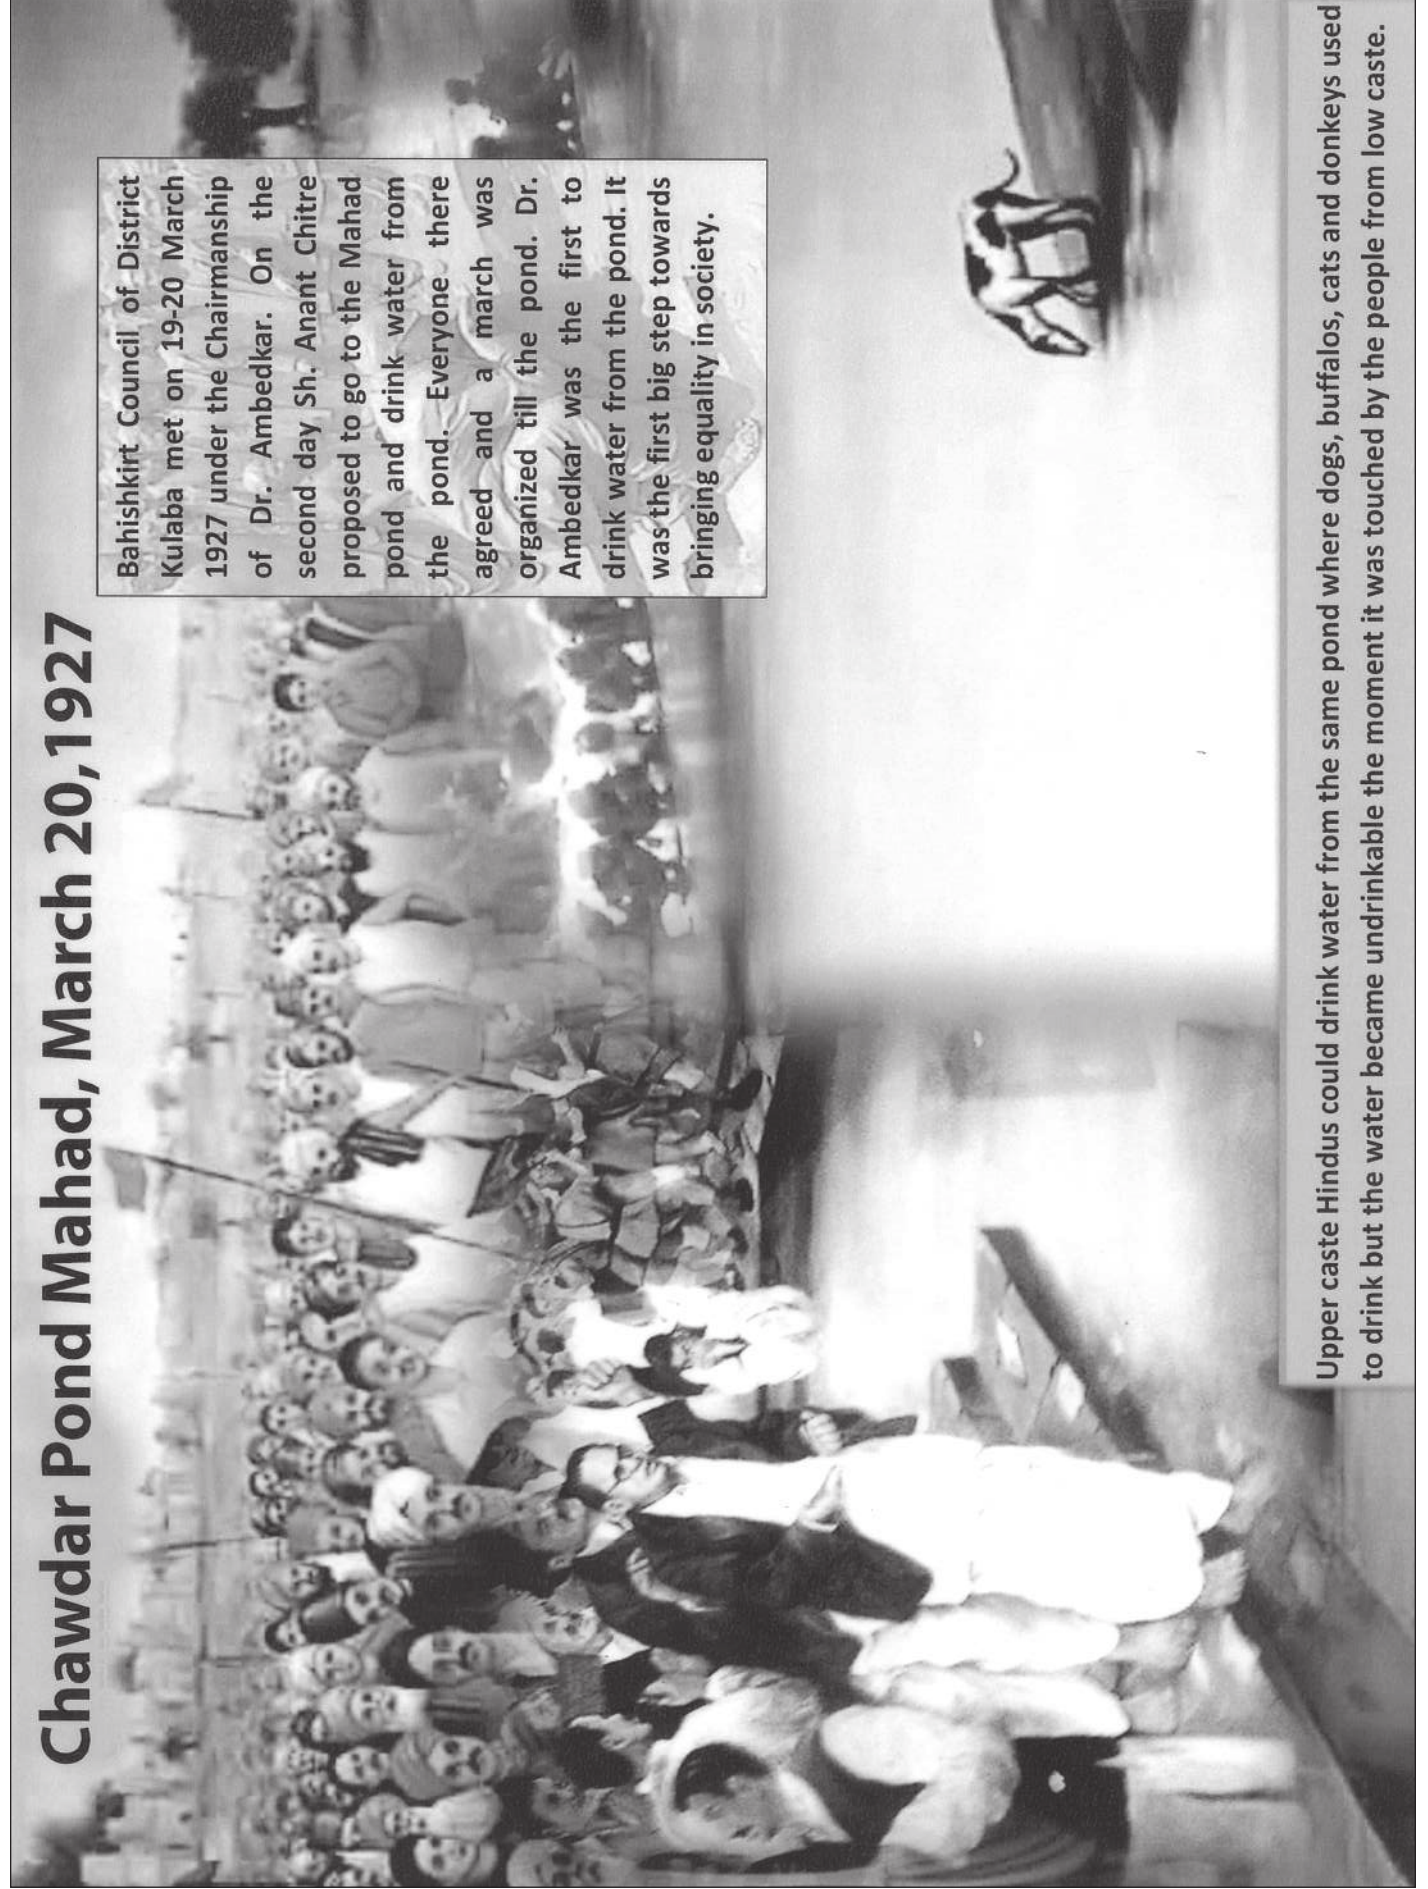 Chawdar Pond Mahad, March 20,1927
Bahishkirt Council of District
Kulaba met on 19-20 March
1927 under the Chairmanship
of Dr. Ambedkar. On the
second day Sh. Anant Chitre
proposed to go to the Mahad
pond and drink water from
the pond. Everyone there
agreed and a march was
organized till the pond. Dr.
Ambedkar was the first to
drink water from the pond. It
was the first big step towards
bringing equality in society.
Upper caste Hindus could drink water from the same pond where dogs, buffalos, cats and donkeys used
to drink but the water became undrinkable the moment it was touched by the people from low caste.